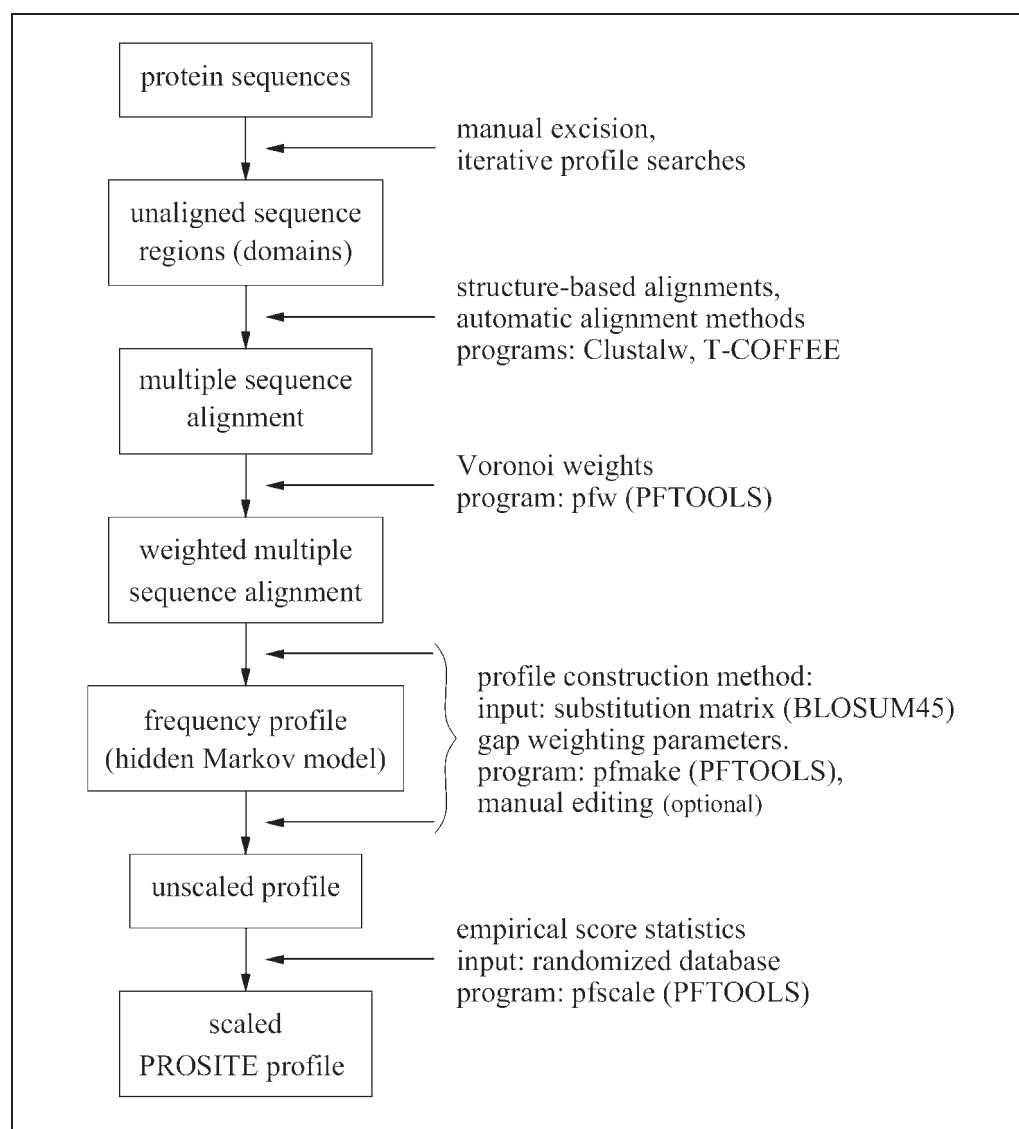 protein sequences
manual excision,
iterative profile searches
unaligned sequence
regions (domains)
structure-based alignments,
automatic alignment methods
programs: Clustalw, T-COFFEE
multiple sequence
alignment
Voronoi weights
program: pfw (PFTOOLS)
weighted multiple
sequence alignment
profile construction method:
input: substitution matrix (BLOSUM45)
gap weighting parameters.
program: pfmake (PFTOOLS),
manual editing (optional)
frequency profile
(hidden Markov model)
unscaled profile
empirical score statistics
input: randomized database
program: pfscale (PFTOOLS)
scaled
PROSITE profile